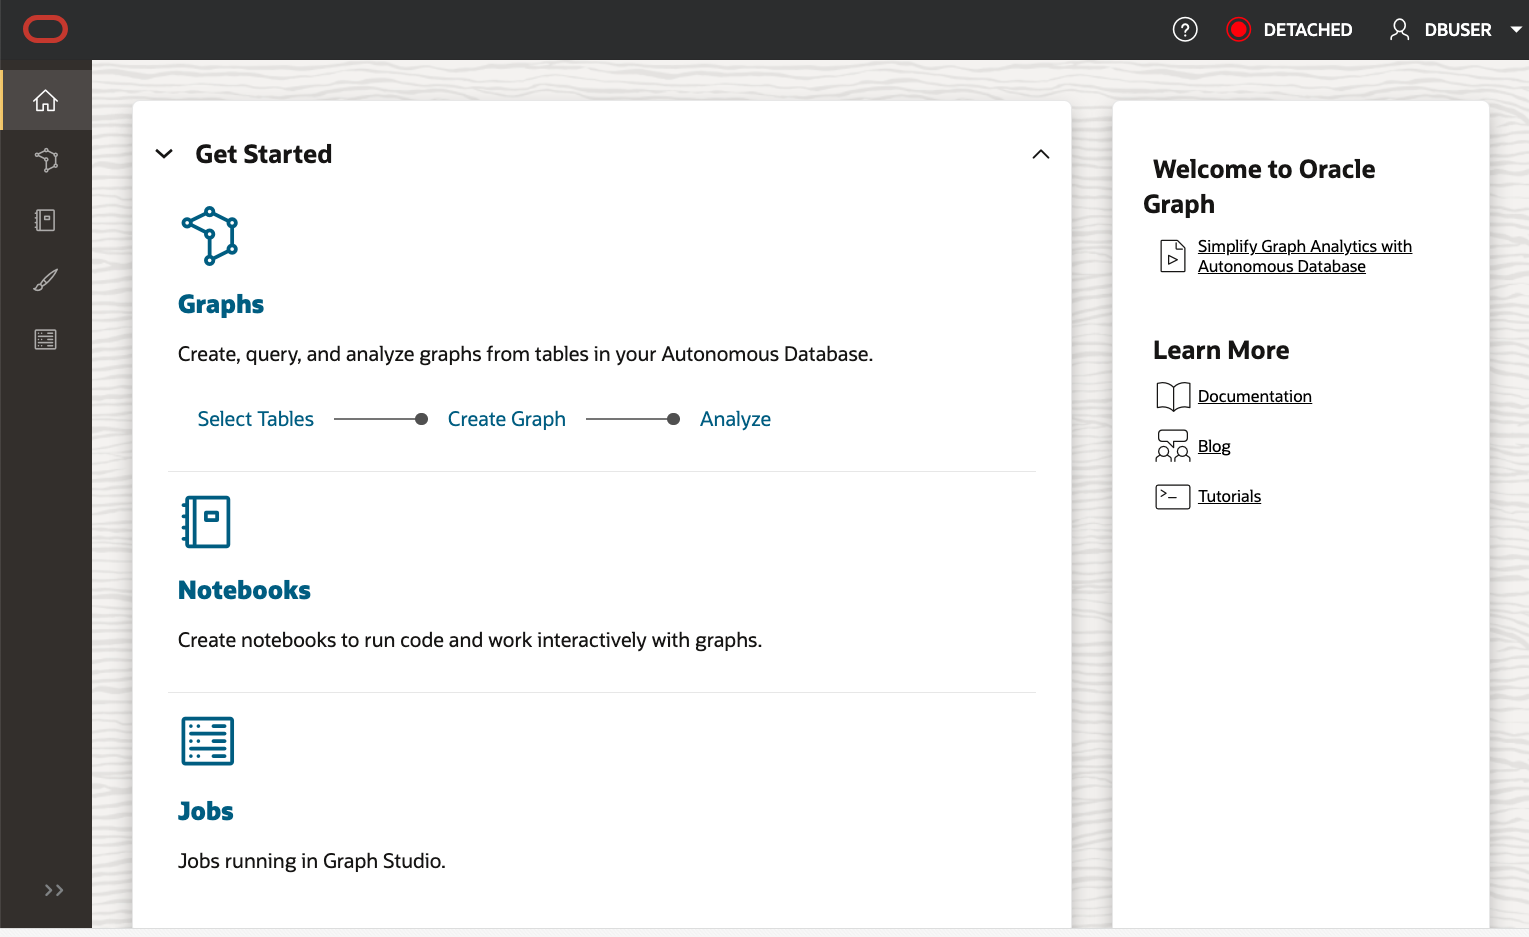 DETACHED
DBUSER
Get Started
Graphs
Create, query, and analyze graphs from tables in your Autonomous Database.
Select Tables
Create Graph
Analyze
Notebooks
Create notebooks to run code and work interactively with graphs.
Jobs
Jobs running in Graph Studio.
Welcome to Oracle
Graph
Simplify Graph Analytics with
Autonomous Database
Learn More
Documentation
Blog
Tutorials